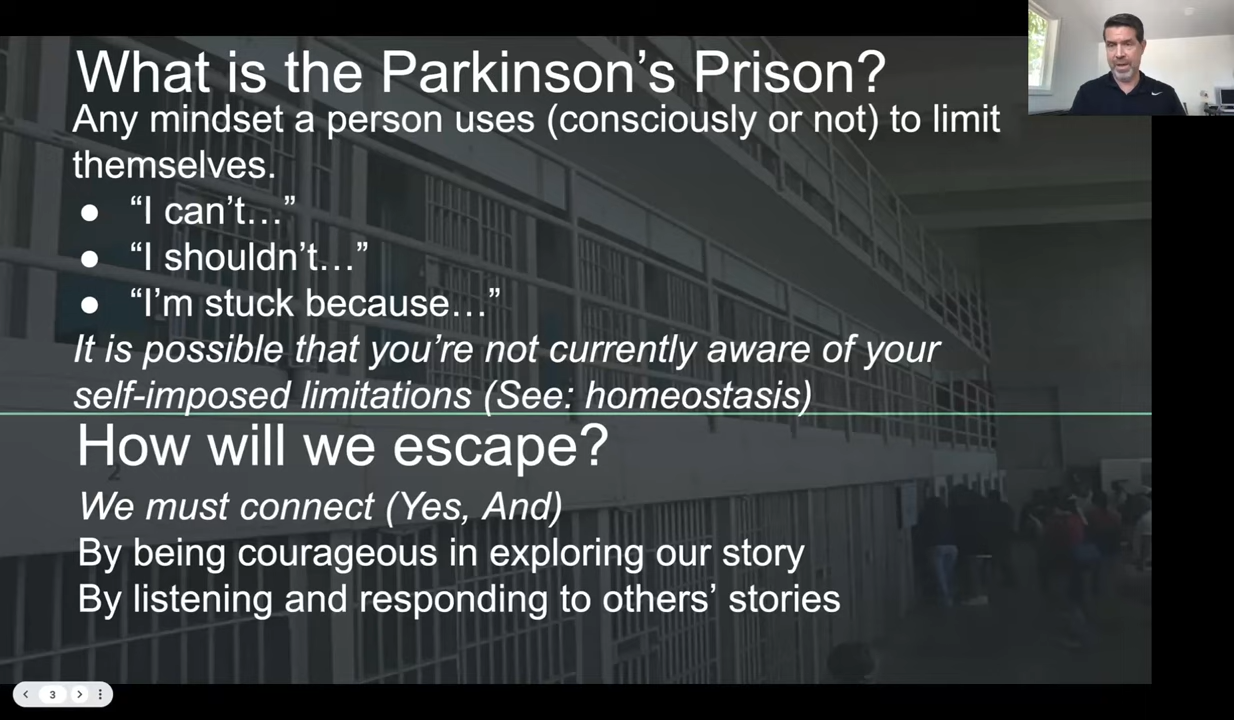 What is the Parkinson’s Prison?
Any mindset a person uses (consciously or not) to limit
themselves.
● “I can’t…”
● “I shouldn’t…”
● “I’m stuck because…”
It is possible that you’re not currently aware of your
self-imposed limitations (See: homeostasis)
How will we escape?
2
We must connect (Yes, And)
By being courageous in exploring our story
By listening and responding to others’ stories
3